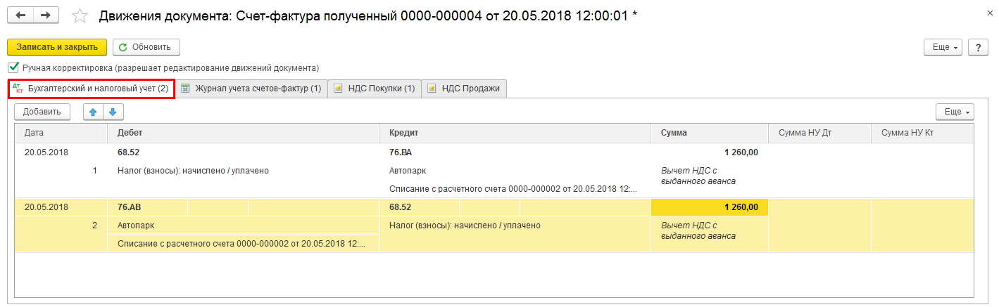 Движения документа: Счет-фактура полученный 0000-000004 от 20.05.2018 12:00:01 *
Записать и закрыть Обновить Еще ?
Ручная корректировка (разрешает редактирование движений документа)
Дт Кт Бухгалтерский и налоговый учет (2) Журнал учета счетов-фактур (1) НДС Покупки (1) НДС Продажи
Добавить Еще
Дата Дебет Кредит Сумма Сумма НУ Дт Сумма НУ Кт
20.05.2018 68.52 76.ВА 1 260,00
1 Налог (взносы): начислено / уплачено Автопарк Вычет НДС с
выданного аванса
Списание с расчетного счета 0000-000002 от 20.05.2018 12:...
20.05.2018 76.АВ 68.52 1 260,00
2 Автопарк Налог (взносы): начислено / уплачено Вычет НДС с
выданного аванса
Списание с расчетного счета 0000-000002 от 20.05.2018 12:...